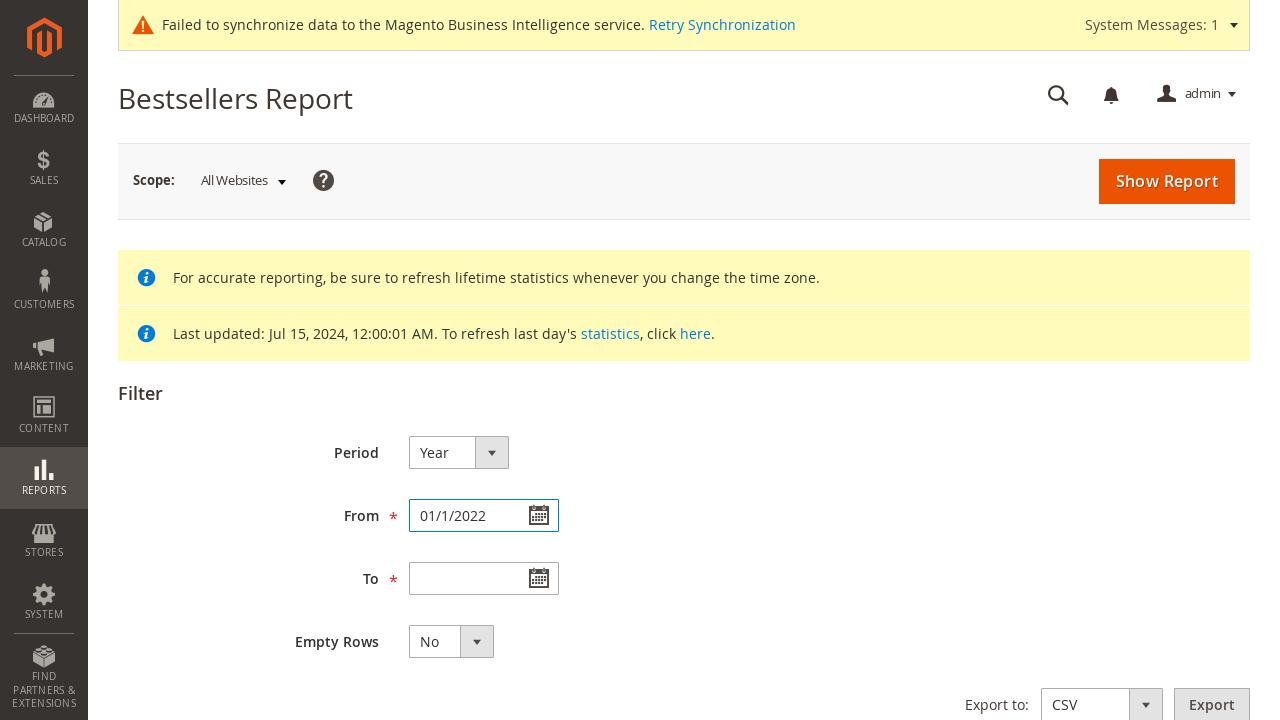 Failed to synchronize data to the Magento Business Intelligence service. Retry Synchronization
System Messages: 1
Bestsellers Report
admin
Scope:
All Websites
Show Report
For accurate reporting, be sure to refresh lifetime statistics whenever you change the time zone.
Last updated: Jul 15, 2024, 12:00:01 AM. To refresh last day's statistics, click here.
Filter
Period
Year
From *
01/1/2022
To *
Empty Rows
No
Export to:
CSV
Export
DASHBOARD
$
SALES
CATALOG
CUSTOMERS
MARKETING
CONTENT
REPORTS
STORES
SYSTEM
FIND
PARTNERS &
EXTENSIONS